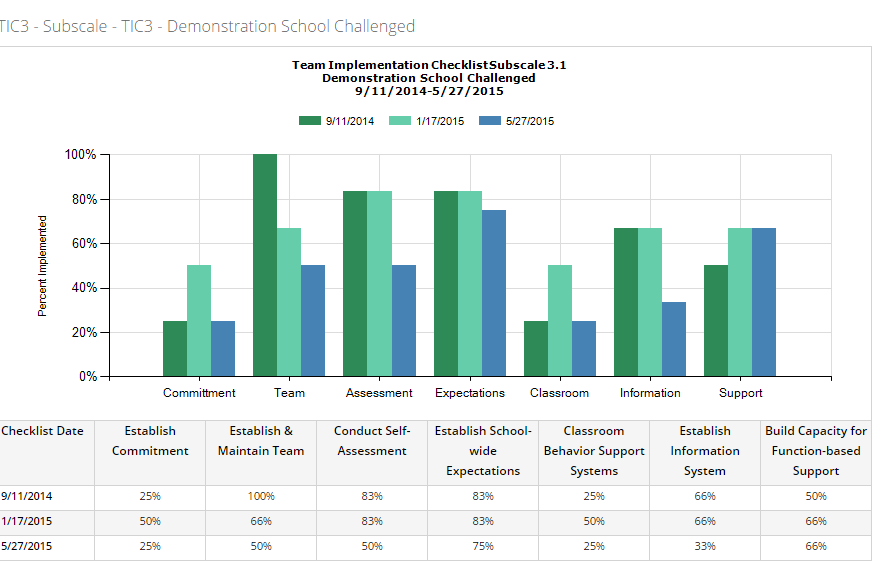 TIC3 - Subscale - TIC3 - Demonstration School Challenged
Team Implementation Checklist Subscale 3.1
Demonstration School Challenged
9/11/2014-5/27/2015
9/11/2014 1/17/2015 5/27/2015
Percent Implemented
100%
80%
60%
40%
20%
0%
Committment Team Assessment Expectations Classroom Information Support
Checklist Date Establish Establish & Conduct Self- Establish School- Classroom Establish Build Capacity for
Commitment Maintain Team Assessment wide Behavior Support Information Function-based
Expectations Systems System Support
9/11/2014 25% 100% 83% 83% 25% 66% 50%
1/17/2015 50% 66% 83% 83% 50% 66% 66%
5/27/2015 25% 50% 50% 75% 25% 33% 66%